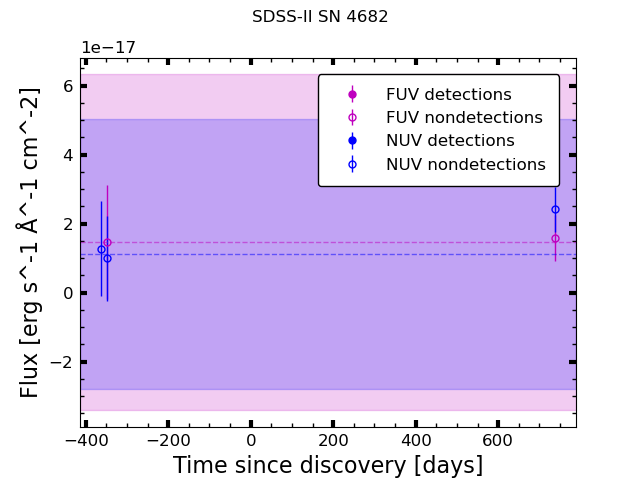 SDSS-II SN 4682
1e−17
6
4
2
0
−2
−400
−200
0
200
400
600
Flux [erg s^-1 Å^-1 cm^-2]
Time since discovery [days]
FUV detections
FUV nondetections
NUV detections
NUV nondetections